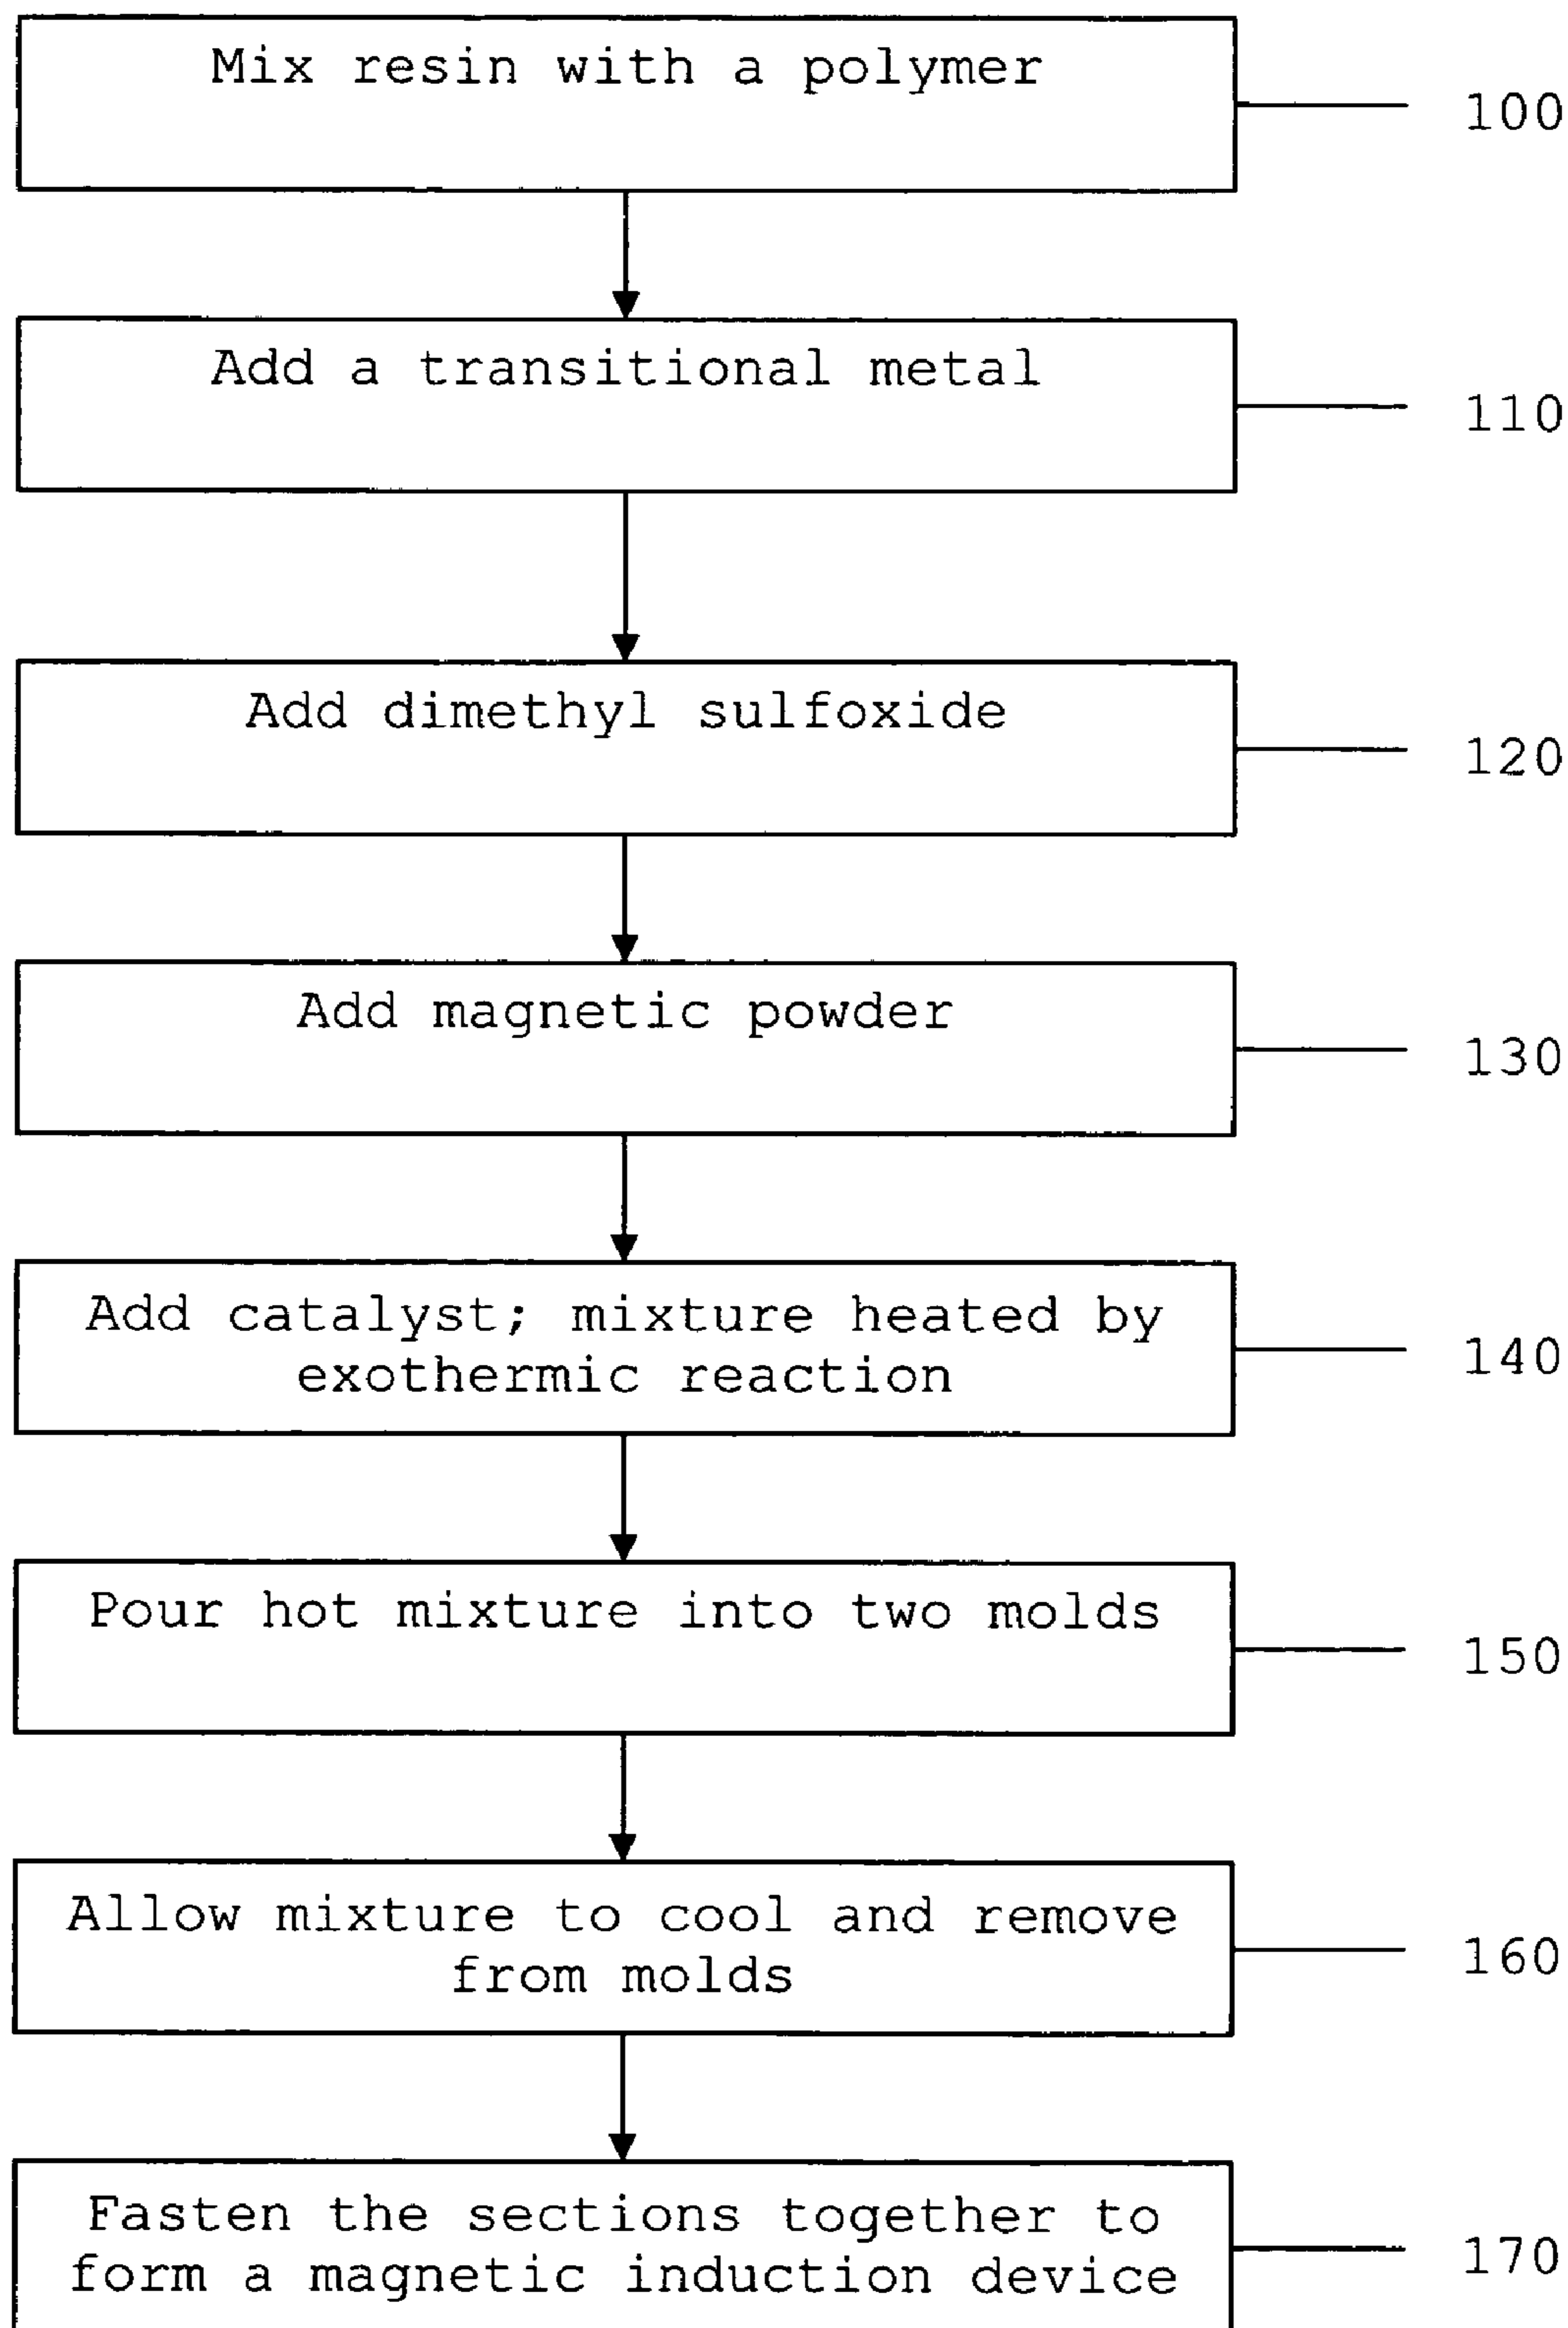 Mix resin with a polymer
100
Add a transitional metal
110
Add dimethyl sulfoxide
120
Add magnetic powder
130
Add catalyst; mixture heated by
exothermic reaction
140
Pour hot mixture into two molds
150
Allow mixture to cool and remove
from molds
160
Fasten the sections together to
form a magnetic induction device
170